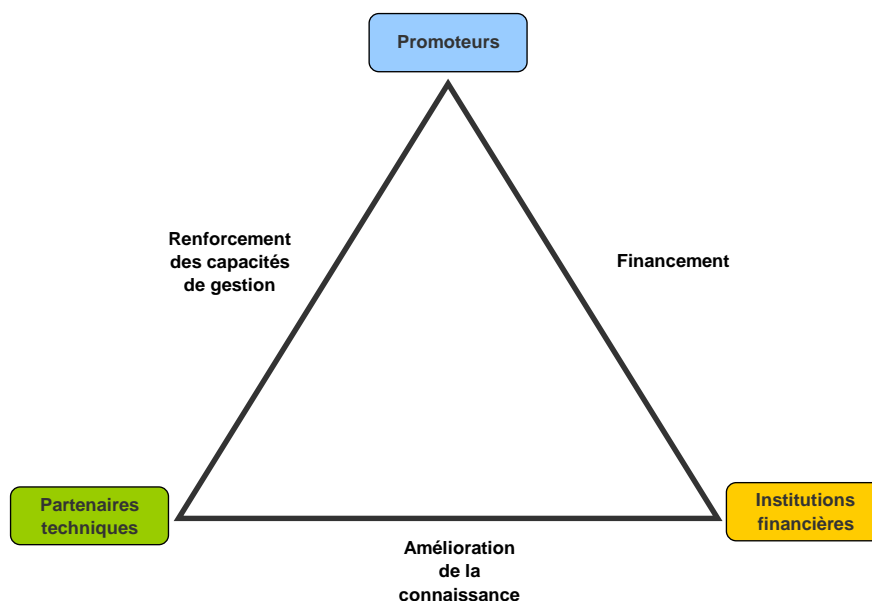 Promoteurs
Renforcement
des capacités
de gestion
Financement
Partenaires
techniques
Institutions
financières
Amélioration
de la
connaissance